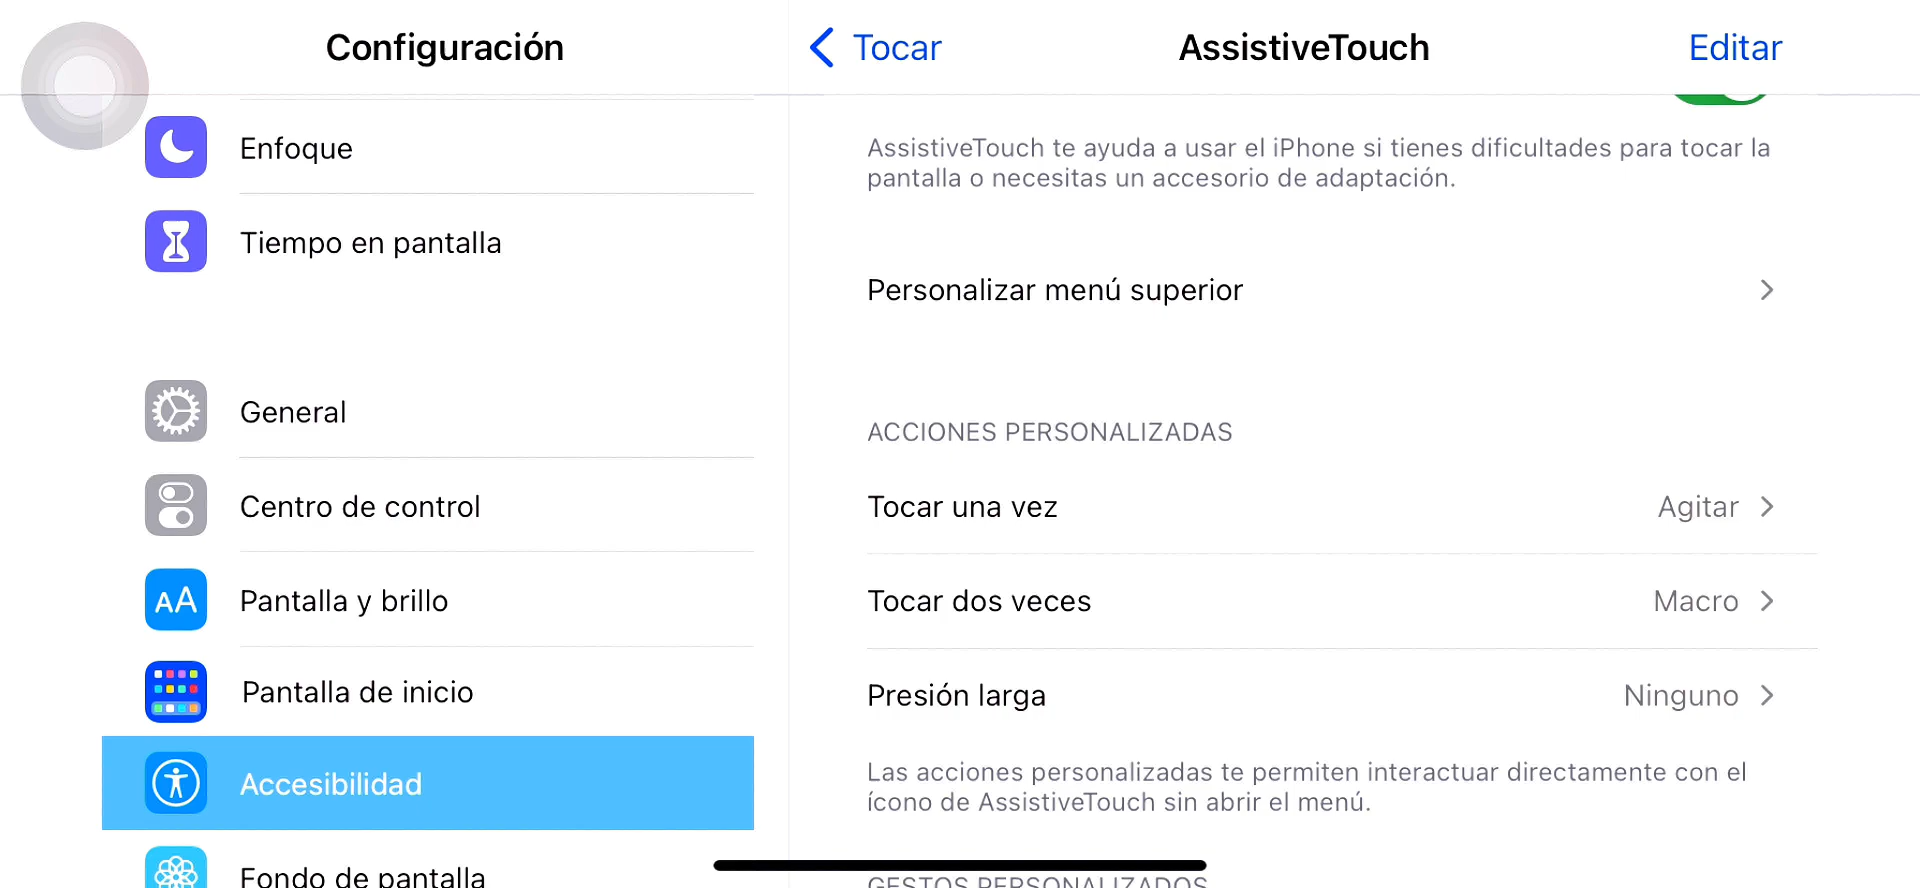 Configuración
Enfoque
Tiempo en pantalla
General
Centro de control
AA
Pantalla y brillo
Pantalla de inicio
Accesibilidad
Fondo de pantalla
Tocar
AssistiveTouch
Editar
AssistiveTouch te ayuda a usar el iPhone si tienes dificultades para tocar la
pantalla o necesitas un accesorio de adaptación.
Personalizar menú superior
ACCIONES PERSONALIZADAS
Tocar una vez Agitar
Tocar dos veces Macro
Presión larga Ninguno
Las acciones personalizadas te permiten interactuar directamente con el
ícono de AssistiveTouch sin abrir el menú.
GESTOS PERSONALIZADOS